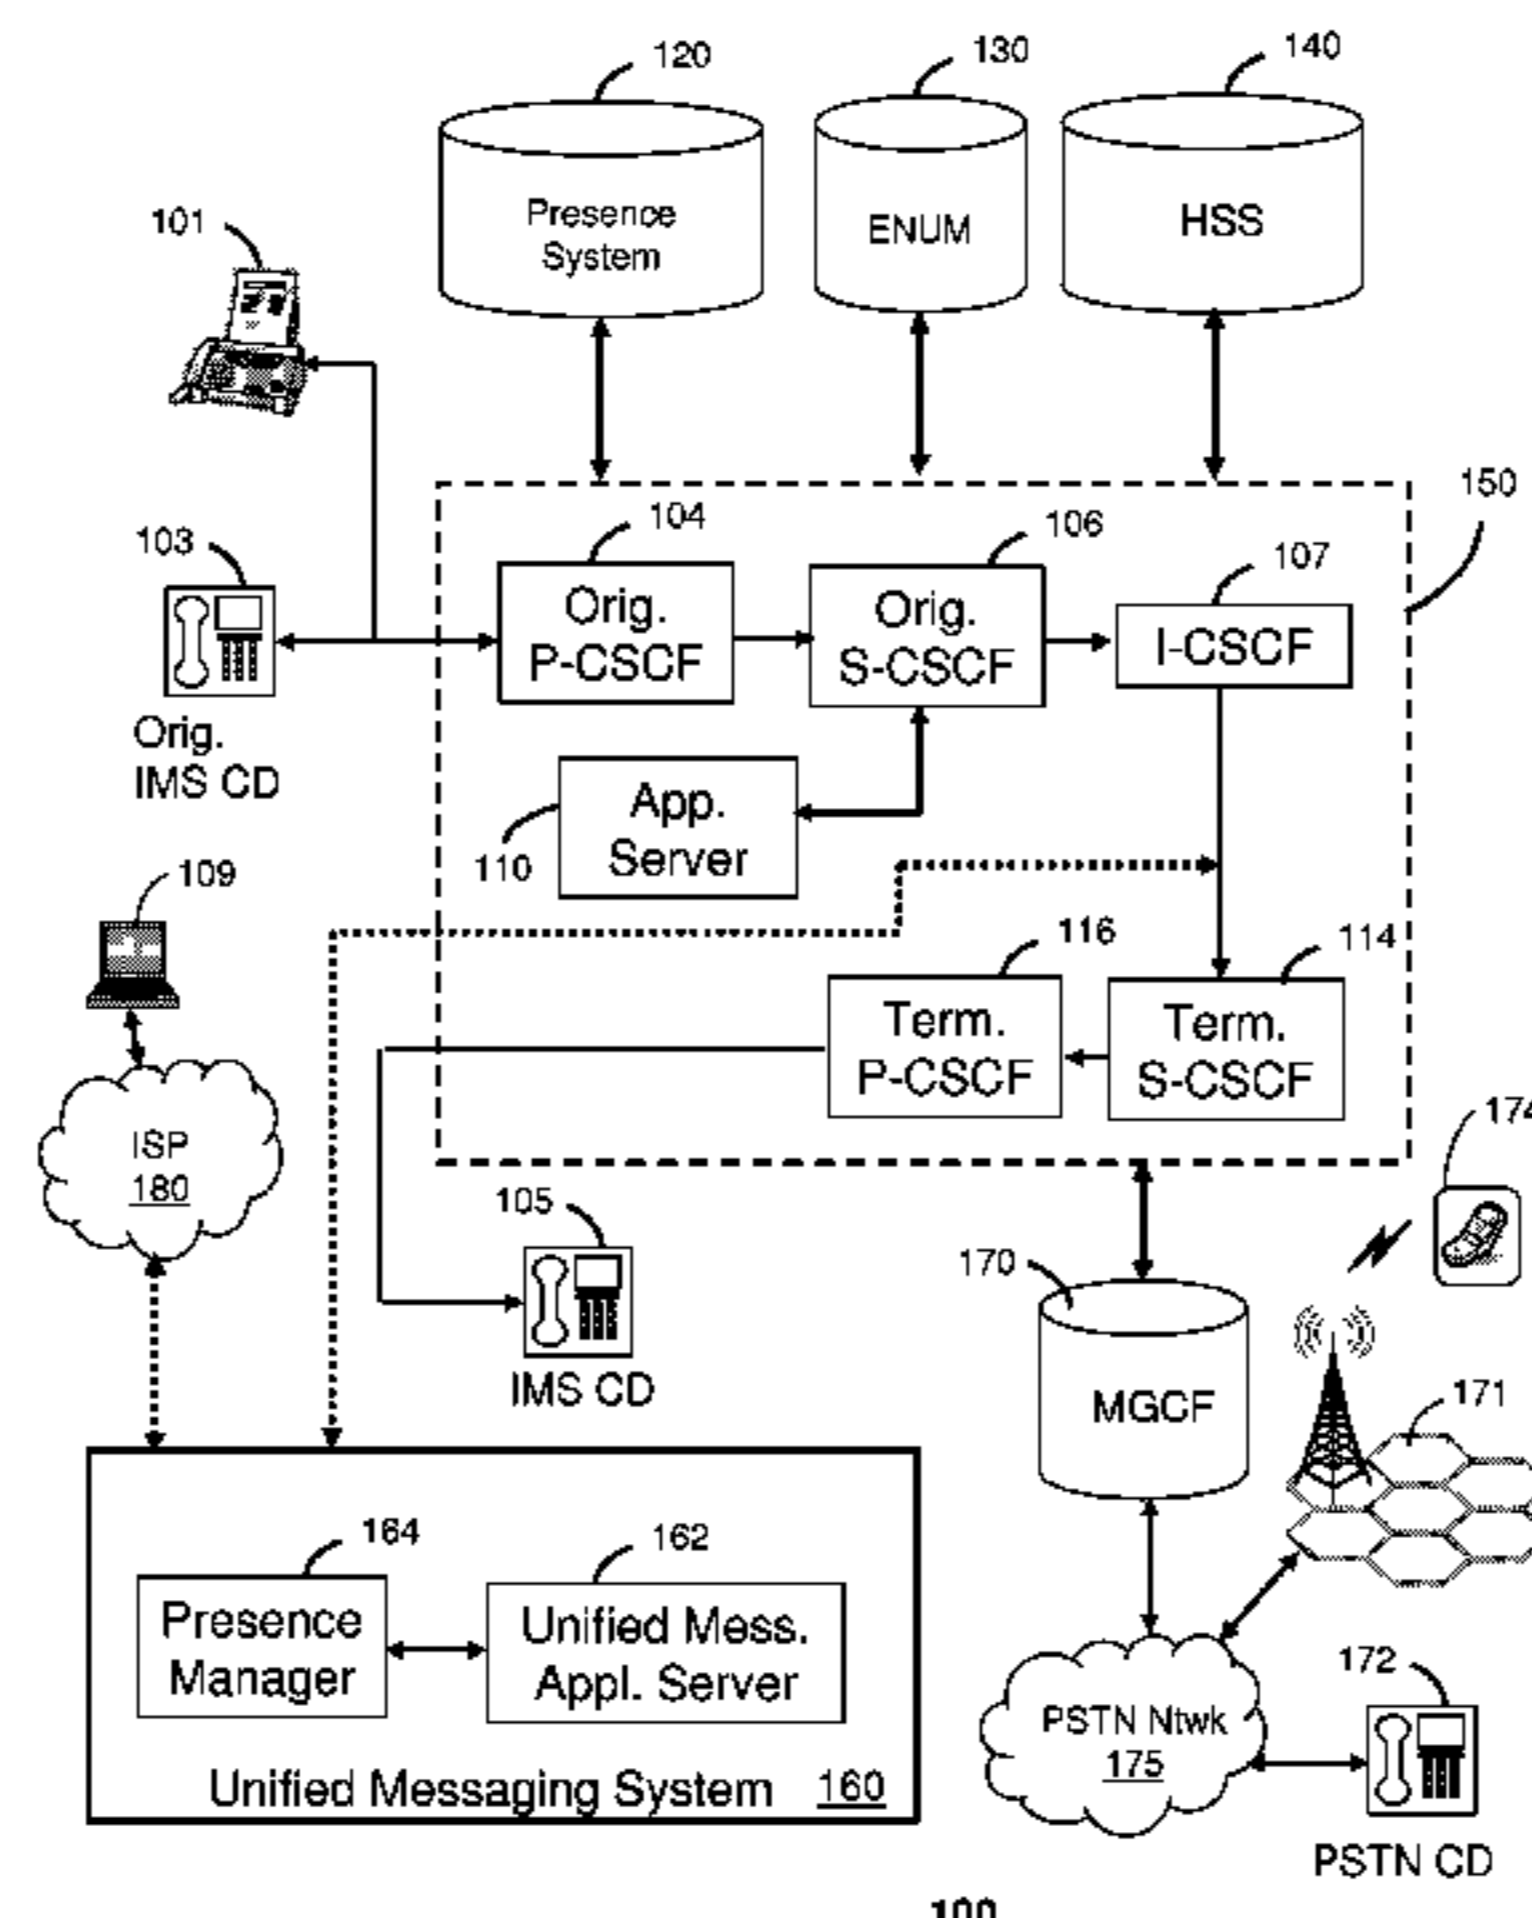 120
130
140
Presence
System
ENUM
HSS
101
150
104
106
107
103
Orig.
P-CSCF
Orig.
S-CSCF
I-CSCF
Orig.
IMS CD
App.
Server
110
109
116
114
Term.
P-CSCF
Term.
S-CSCF
174
ISP
180
105
170
IMS CD
MGCF
171
164
162
Presence
Manager
Unified Mess.
Appl. Server
172
PSTN Ntwk
175
Unified Messaging System 160
PSTN CD
100